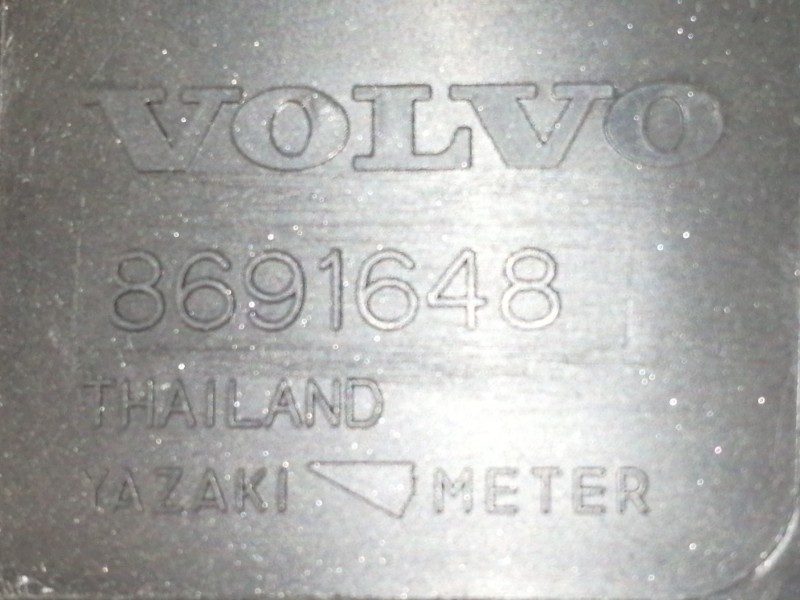 VOLVO
8691648
THAILAND
YAZAKI METER